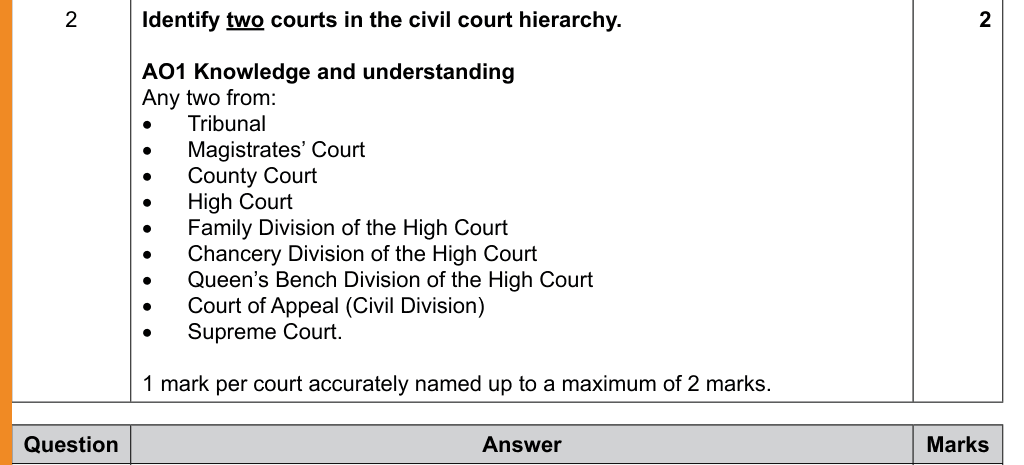 2 Identify two courts in the civil court hierarchy. 2
AO1 Knowledge and understanding
Any two from:
• Tribunal
• Magistrates’ Court
• County Court
• High Court
• Family Division of the High Court
• Chancery Division of the High Court
• Queen’s Bench Division of the High Court
• Court of Appeal (Civil Division)
• Supreme Court.
1 mark per court accurately named up to a maximum of 2 marks.
Question Answer Marks